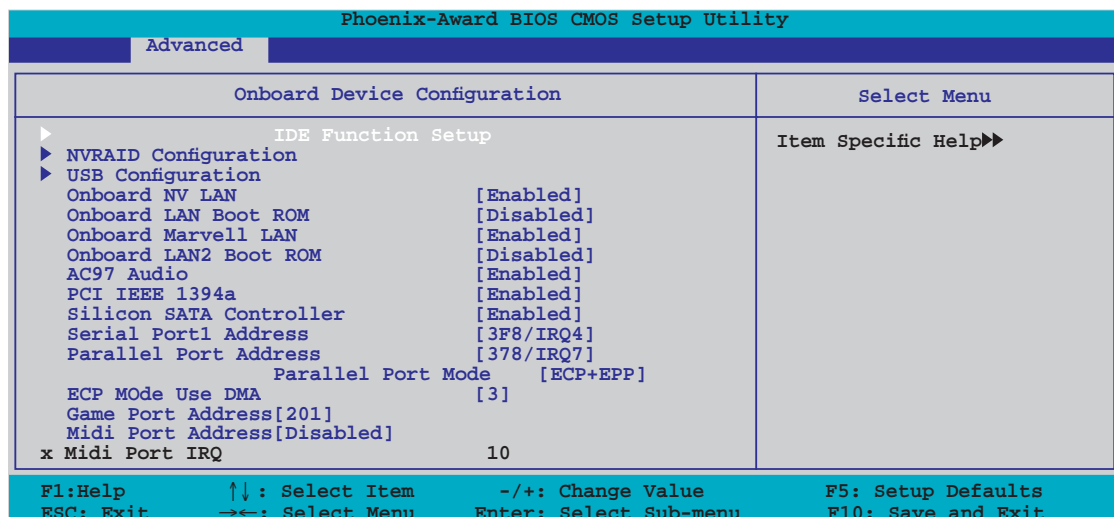 Phoenix-Award BIOS CMOS Setup Utility
Advanced
Onboard Device Configuration
Select Menu
IDE Function Setup
Item Specific Help
NVRAID Configuration
USB Configuration
Onboard NV LAN [Enabled]
Onboard LAN Boot ROM [Disabled]
Onboard Marvell LAN [Enabled]
Onboard LAN2 Boot ROM [Disabled]
AC97 Audio [Enabled]
PCI IEEE 1394a [Enabled]
Silicon SATA Controller [Enabled]
Serial Port1 Address [3F8/IRQ4]
Parallel Port Address [378/IRQ7]
Parallel Port Mode [ECP+EPP]
ECP MOde Use DMA [3]
Game Port Address[201]
Midi Port Address[Disabled]
x Midi Port IRQ 10
F1:Help ↑↓: Select Item -/+: Change Value F5: Setup Defaults
ESC: Exit →←: Select Menu Enter: Select Sub-menu F10: Save and Exit